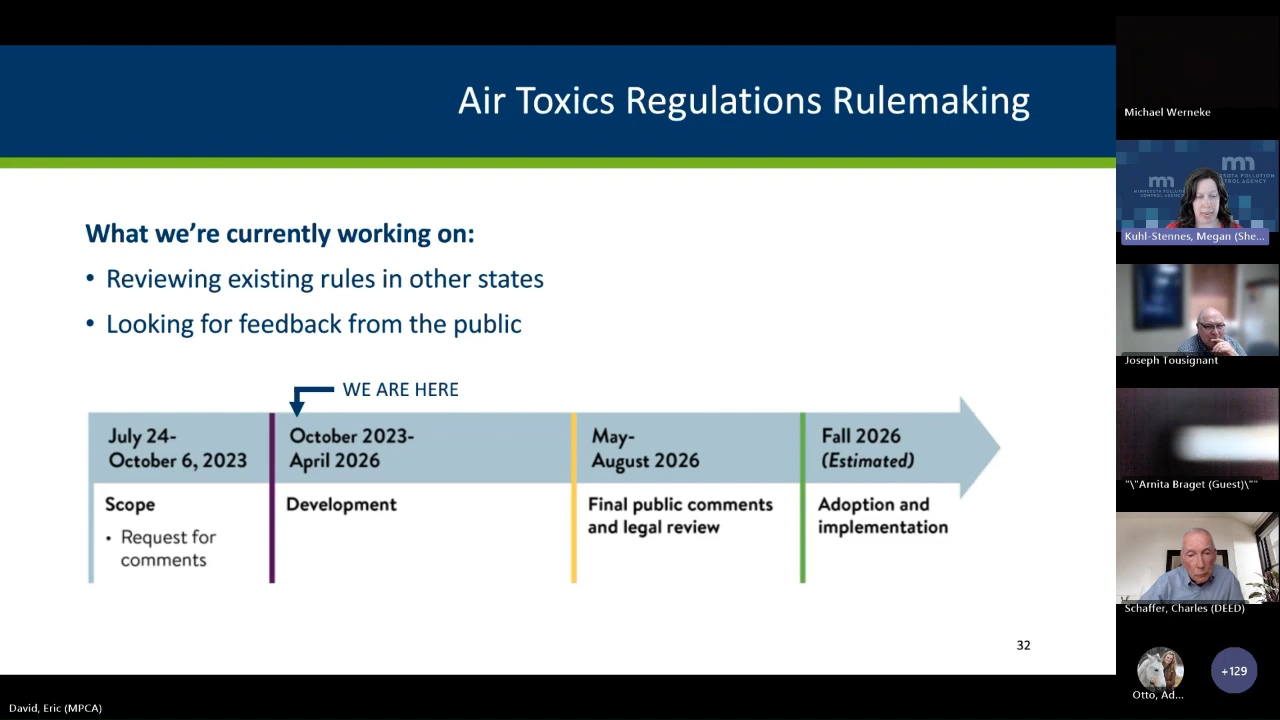 Air Toxics Regulations Rulemaking
What we're currently working on:
• Reviewing existing rules in other states
• Looking for feedback from the public
WE ARE HERE
July 24-
October 6, 2023
October 2023-
April 2026
May-
August 2026
Fall 2026
(Estimated)
Scope
• Request for
comments
Development
Final public comments
and legal review
Adoption and
implementation
32
David, Eric (MPCA)
Michael Werneke
Kuhl-Stennes, Megan (She...
Joseph Tousignant
"\"Arnita Braget (Guest)\""
Schaffer, Charles (DEED)
Otto, Ad...
+129